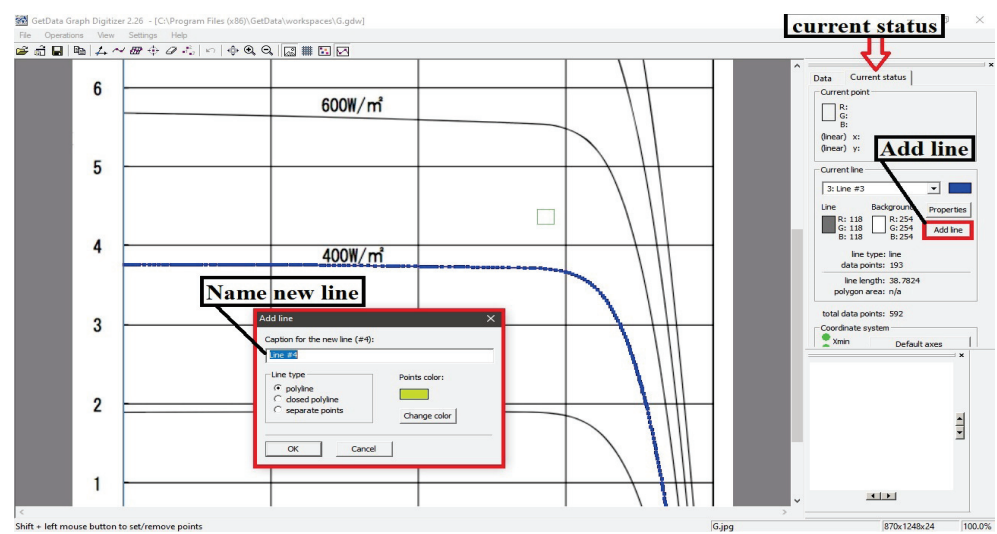 GetData Graph Digitizer 2.26 - [C:\Program Files (x86)\GetData\workspaces\G.gdw]
current status
File Operations View Settings Help
Data Current status
Current point
R:
G:
B:
(linear) x:
(linear) y:
Add line
Current line
3: Line #3
Line Background Properties
R: 118 R:254
G: 118 G:254 Add line
B: 118 B:254
line type: line
data points: 193
line length: 38.7824
polygon area: n/a
total data points: 592
Coordinate system
Xmin Default axes
6
600W/㎡
5
4
400W/㎡
Name new line
3
Add line
Caption for the new line (#4):
Line #4
Line type Points color:
polyline
closed polyline
separate points Change color
OK Cancel
2
1
Shift + left mouse button to set/remove points G.jpg 870x1248x24 100.0%